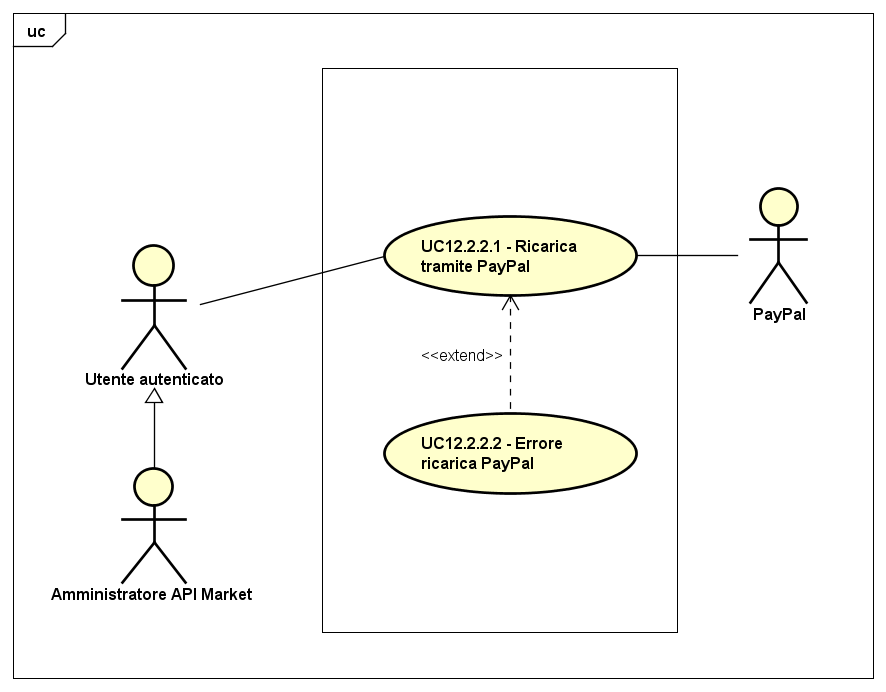 uc
UC12.2.2.1 - Ricarica
tramite PayPal
PayPal
<<extend>>
Utente autenticato
UC12.2.2.2 - Errore
ricarica PayPal
Amministratore API Market